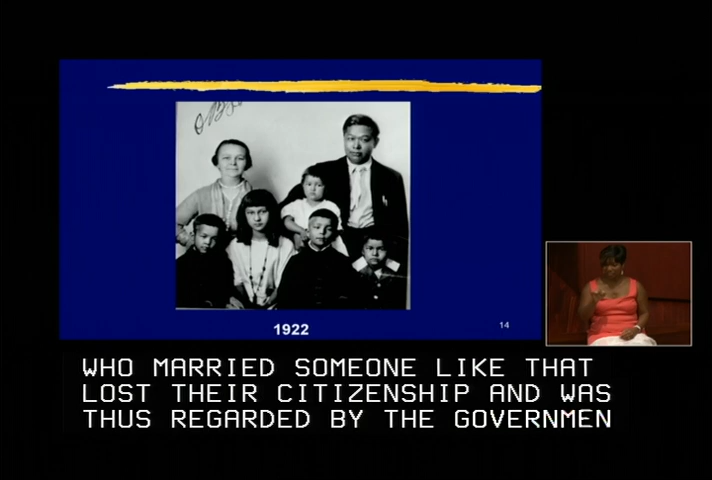 1922
14
WHO MARRIED SOMEONE LIKE THAT
LOST THEIR CITIZENSHIP AND WAS
THUS REGARDED BY THE GOVERNMEN